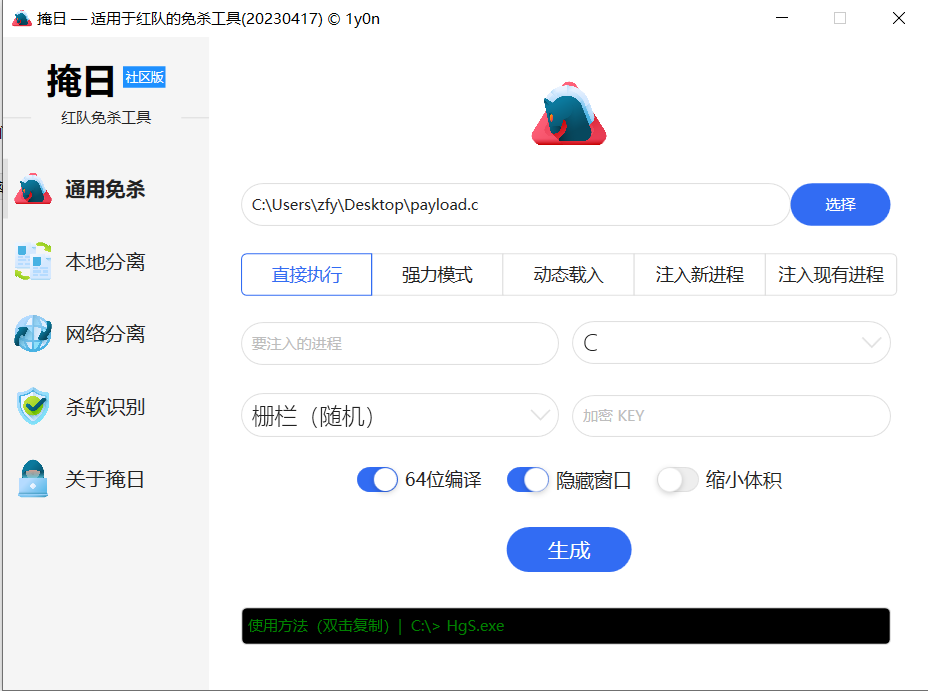 掩日 — 适用于红队的免杀工具(20230417) © 1y0n
掩日 社区版
红队免杀工具
通用免杀
本地分离
网络分离
杀软识别
关于掩日
C:\Users\zfy\Desktop\payload.c
选择
直接执行 强力模式 动态载入 注入新进程 注入现有进程
要注入的进程 C
栅栏（随机） 加密 KEY
64位编译 隐藏窗口 缩小体积
生成
使用方法（双击复制）| C:\> HgS.exe